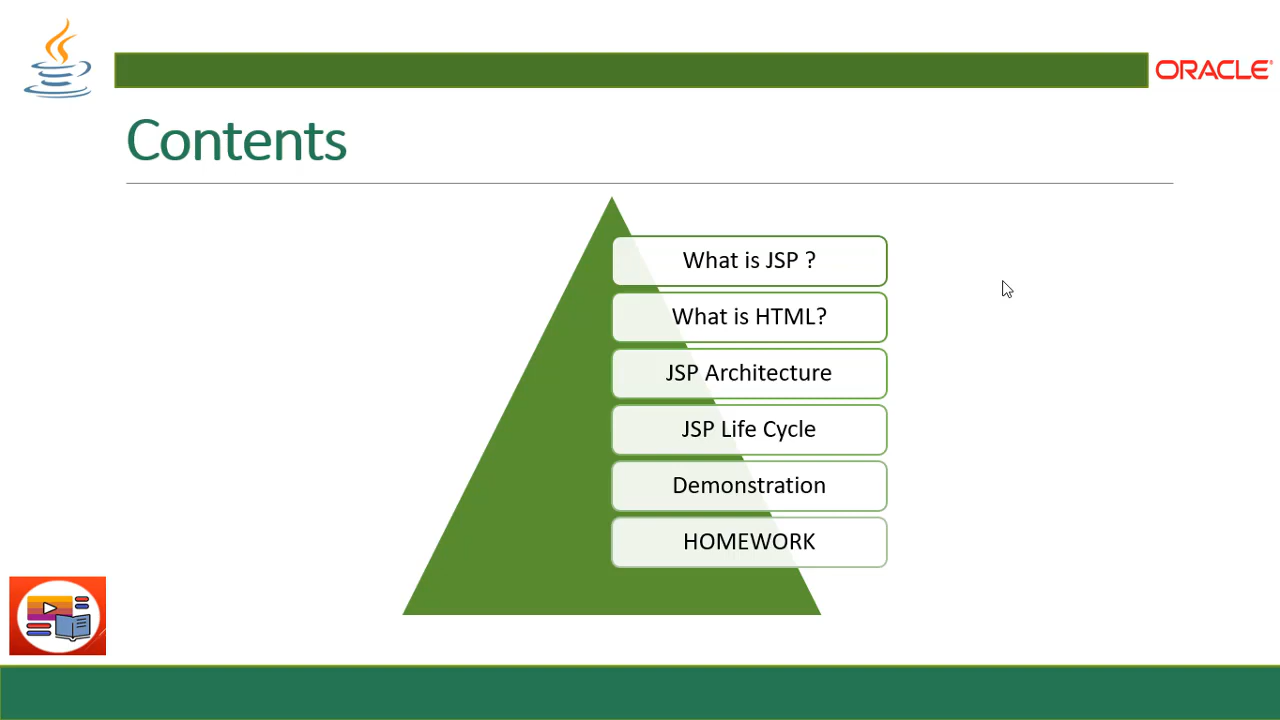 ORACLE
Contents
What is JSP ?
What is HTML?
JSP Architecture
JSP Life Cycle
Demonstration
HOMEWORK